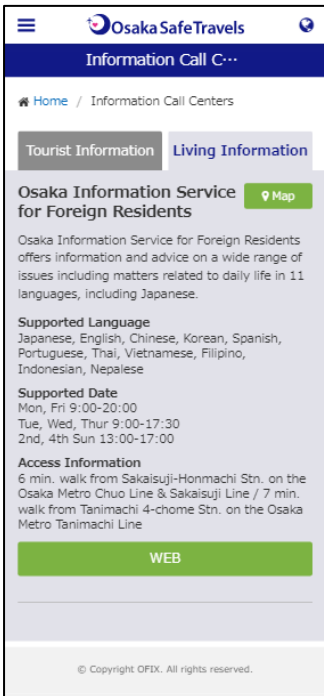 Osaka Safe Travels
Information Call C…
Home / Information Call Centers
Tourist Information
Living Information
Osaka Information Service
for Foreign Residents
Map
Osaka Information Service for Foreign Residents
offers information and advice on a wide range of
issues including matters related to daily life in 11
languages, including Japanese.
Supported Language
Japanese, English, Chinese, Korean, Spanish,
Portuguese, Thai, Vietnamese, Filipino,
Indonesian, Nepalese
Supported Date
Mon, Fri 9:00-20:00
Tue, Wed, Thur 9:00-17:30
2nd, 4th Sun 13:00-17:00
Access Information
6 min. walk from Sakaisuji-Honmachi Stn. on the
Osaka Metro Chuo Line & Sakaisuji Line / 7 min.
walk from Tanimachi 4-chome Stn. on the Osaka
Metro Tanimachi Line
WEB
© Copyright OFIX. All rights reserved.